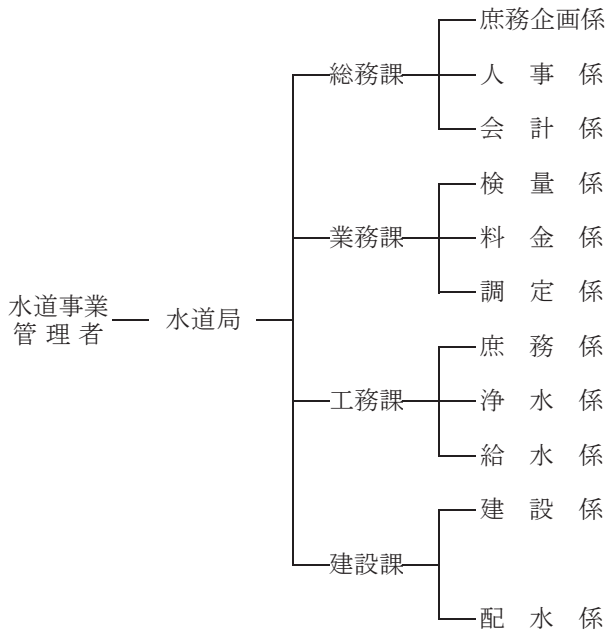 水道事業
管理者
水道局
総務課
庶務企画係
人事係
会計係
業務課
検量係
料金係
調定係
工務課
庶務係
浄水係
給水係
建設課
建設係
配水係